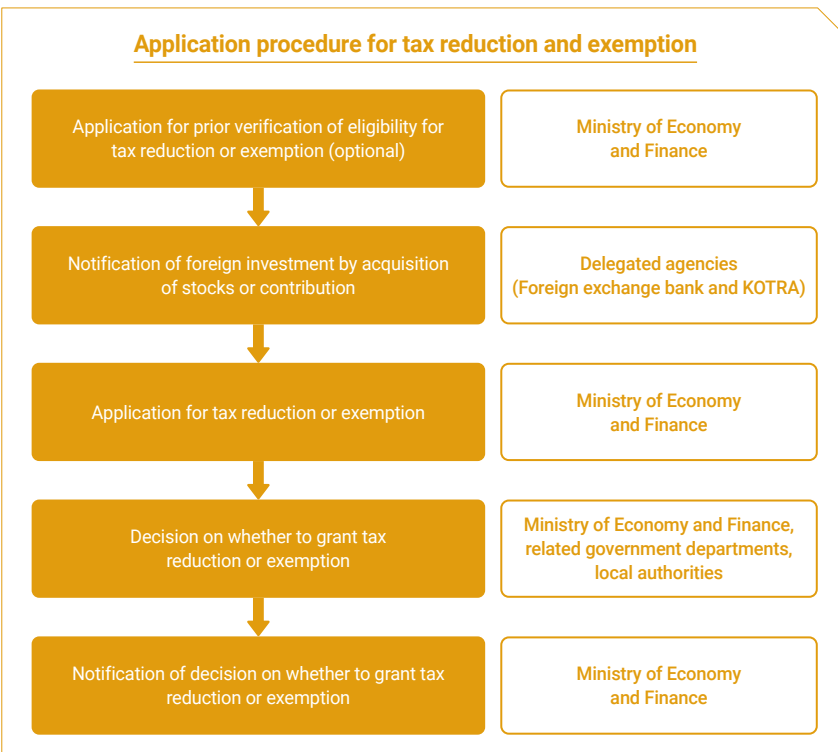 Application procedure for tax reduction and exemption
Application for prior verification of eligibility for
tax reduction or exemption (optional)
Ministry of Economy
and Finance
Notification of foreign investment by acquisition
of stocks or contribution
Delegated agencies
(Foreign exchange bank and KOTRA)
Application for tax reduction or exemption
Ministry of Economy
and Finance
Decision on whether to grant tax
reduction or exemption
Ministry of Economy and Finance,
related government departments,
local authorities
Notification of decision on whether to grant tax
reduction or exemption
Ministry of Economy
and Finance